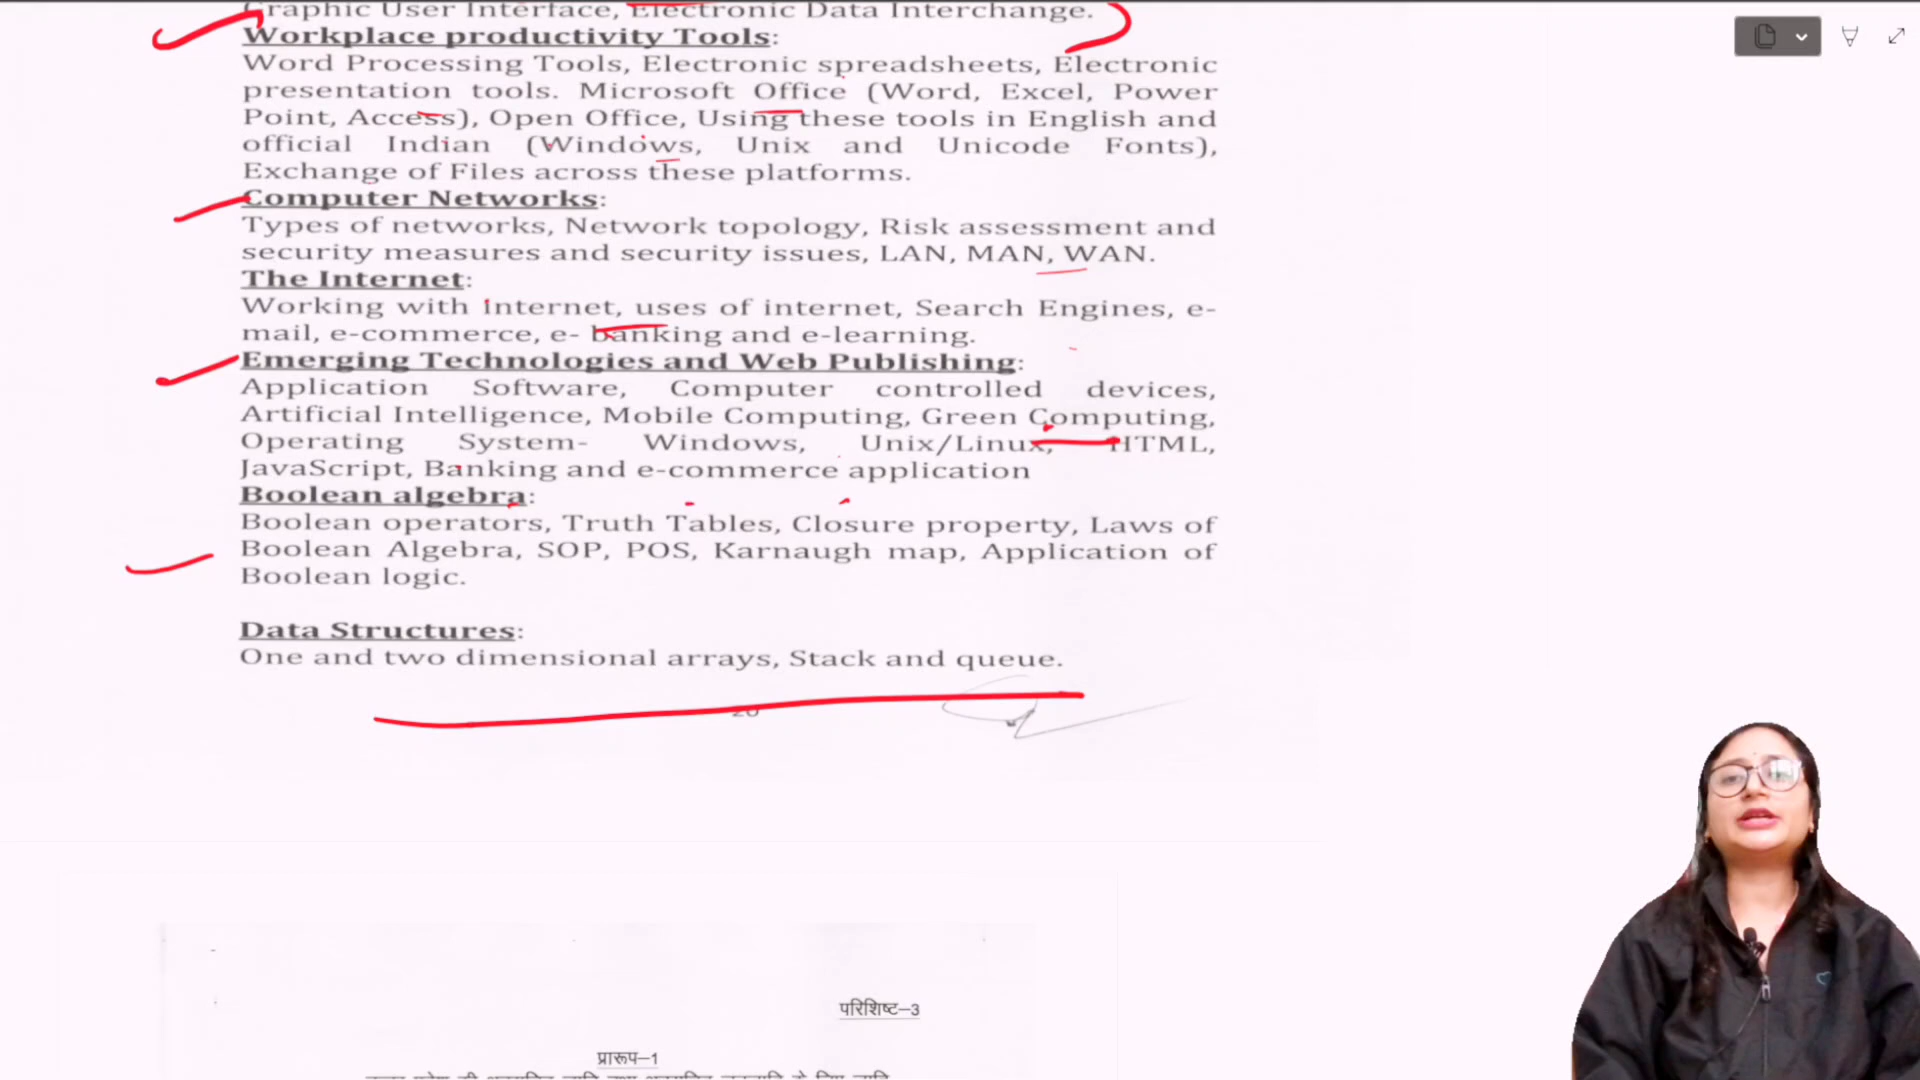 Graphic User Interface, Electronic Data Interchange.
Workplace productivity Tools:
Word Processing Tools, Electronic spreadsheets, Electronic
presentation tools. Microsoft Office (Word, Excel, Power
Point, Access), Open Office, Using these tools in English and
official Indian (Windows, Unix and Unicode Fonts),
Exchange of Files across these platforms.
Computer Networks:
Types of networks, Network topology, Risk assessment and
security measures and security issues, LAN, MAN, WAN.
The Internet:
Working with internet, uses of internet, Search Engines, e-
mail, e-commerce, e- banking and e-learning.
Emerging Technologies and Web Publishing:
Application Software, Computer controlled devices,
Artificial Intelligence, Mobile Computing, Green Computing,
Operating System- Windows, Unix/Linux, HTML,
JavaScript, Banking and e-commerce application
Boolean algebra:
Boolean operators, Truth Tables, Closure property, Laws of
Boolean Algebra, SOP, POS, Karnaugh map, Application of
Boolean logic.
Data Structures:
One and two dimensional arrays, Stack and queue.
परिशिष्ट–3
प्रारूप–1